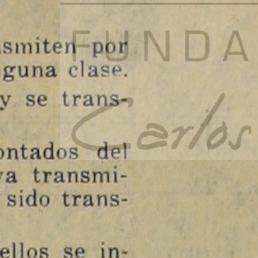 smiten por
guna clase.
y se trans-
ontados del
va transmi-
sido trans-
ellos se in-
FUNDA
Carlos